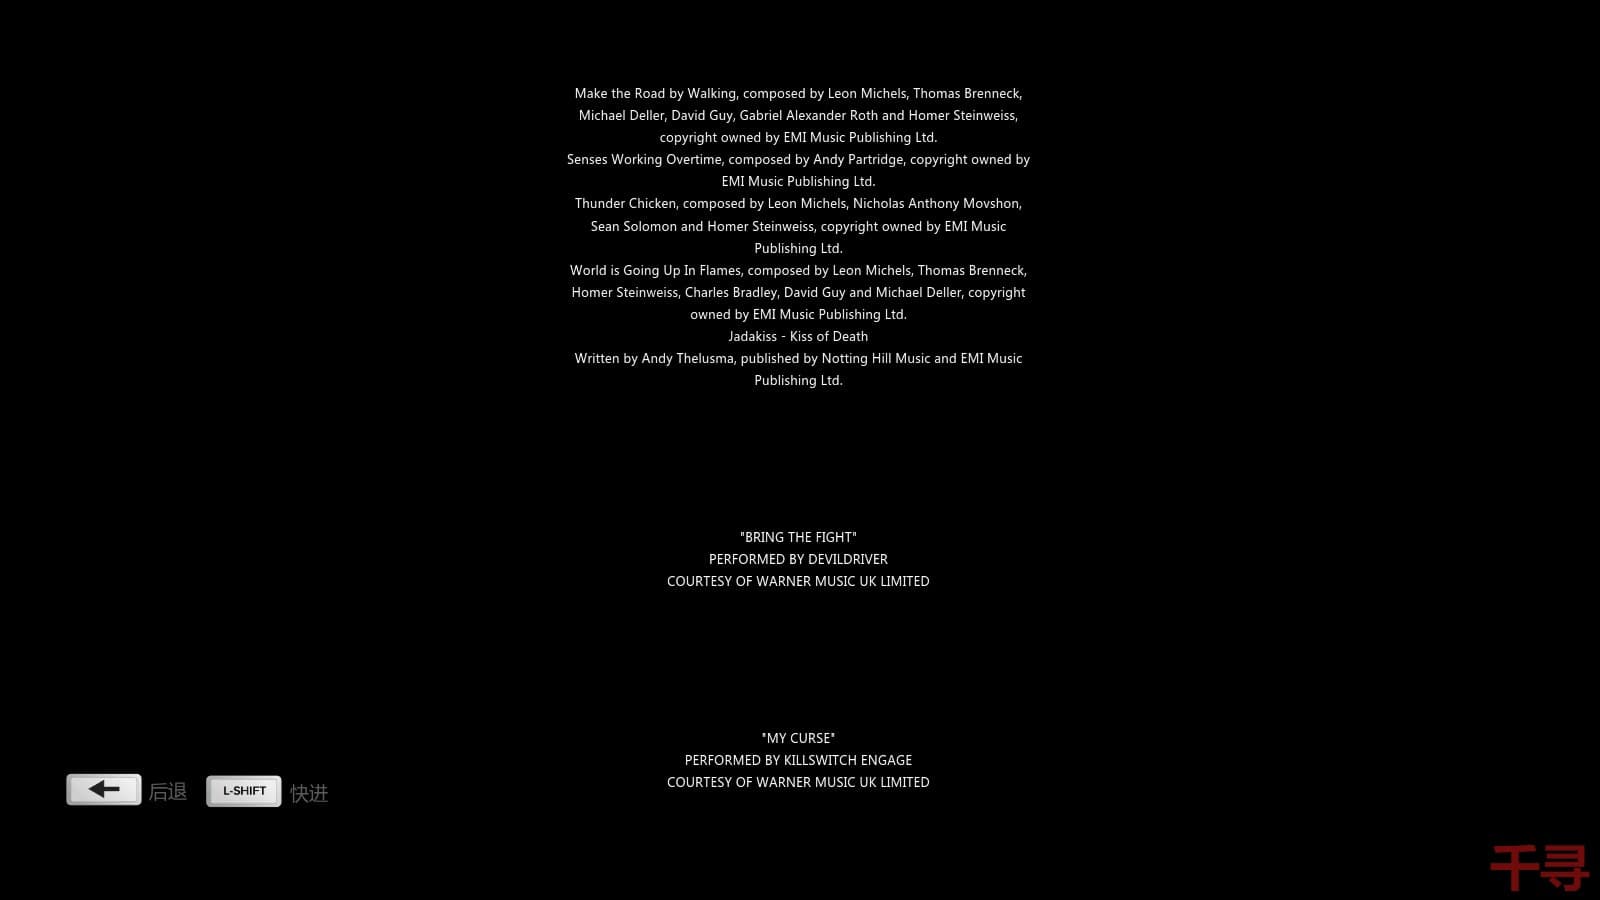 Make the Road by Walking, composed by Leon Michels, Thomas Brenneck,
Michael Deller, David Guy, Gabriel Alexander Roth and Homer Steinweiss,
copyright owned by EMI Music Publishing Ltd.
Senses Working Overtime, composed by Andy Partridge, copyright owned by
EMI Music Publishing Ltd.
Thunder Chicken, composed by Leon Michels, Nicholas Anthony Movshon,
Sean Solomon and Homer Steinweiss, copyright owned by EMI Music
Publishing Ltd.
World is Going Up In Flames, composed by Leon Michels, Thomas Brenneck,
Homer Steinweiss, Charles Bradley, David Guy and Michael Deller, copyright
owned by EMI Music Publishing Ltd.
Jadakiss - Kiss of Death
Written by Andy Thelusma, published by Notting Hill Music and EMI Music
Publishing Ltd.
"BRING THE FIGHT"
PERFORMED BY DEVILDRIVER
COURTESY OF WARNER MUSIC UK LIMITED
"MY CURSE"
PERFORMED BY KILLSWITCH ENGAGE
COURTESY OF WARNER MUSIC UK LIMITED
后退 L-SHIFT 快进
千寻